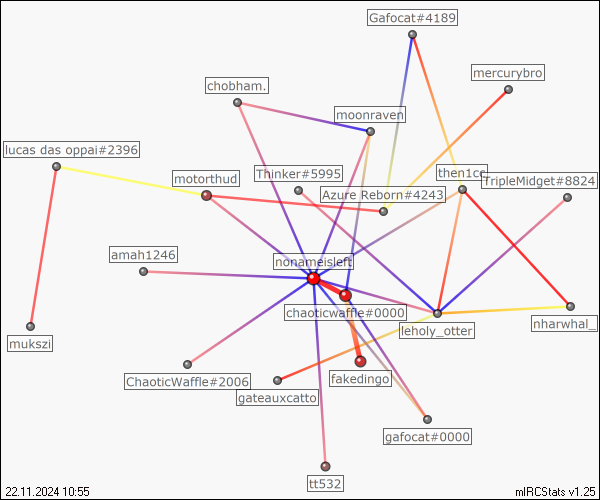 Gafocat#4189
mercurybro
chobham.
moonraven
lucas das oppai#2396
motorthud
Thinker#5995
then1cc
TripleMidget#8824
Azure Reborn#4243
amah1246
nonameisleft
chaoticwaffle#0000
nharwhal_
leholy_otter
mukszi
ChaoticWaffle#2006
fakedingo
gateauxcatto
gafocat#0000
tt532
22.11.2024 10:55
mIRCStats v1.25